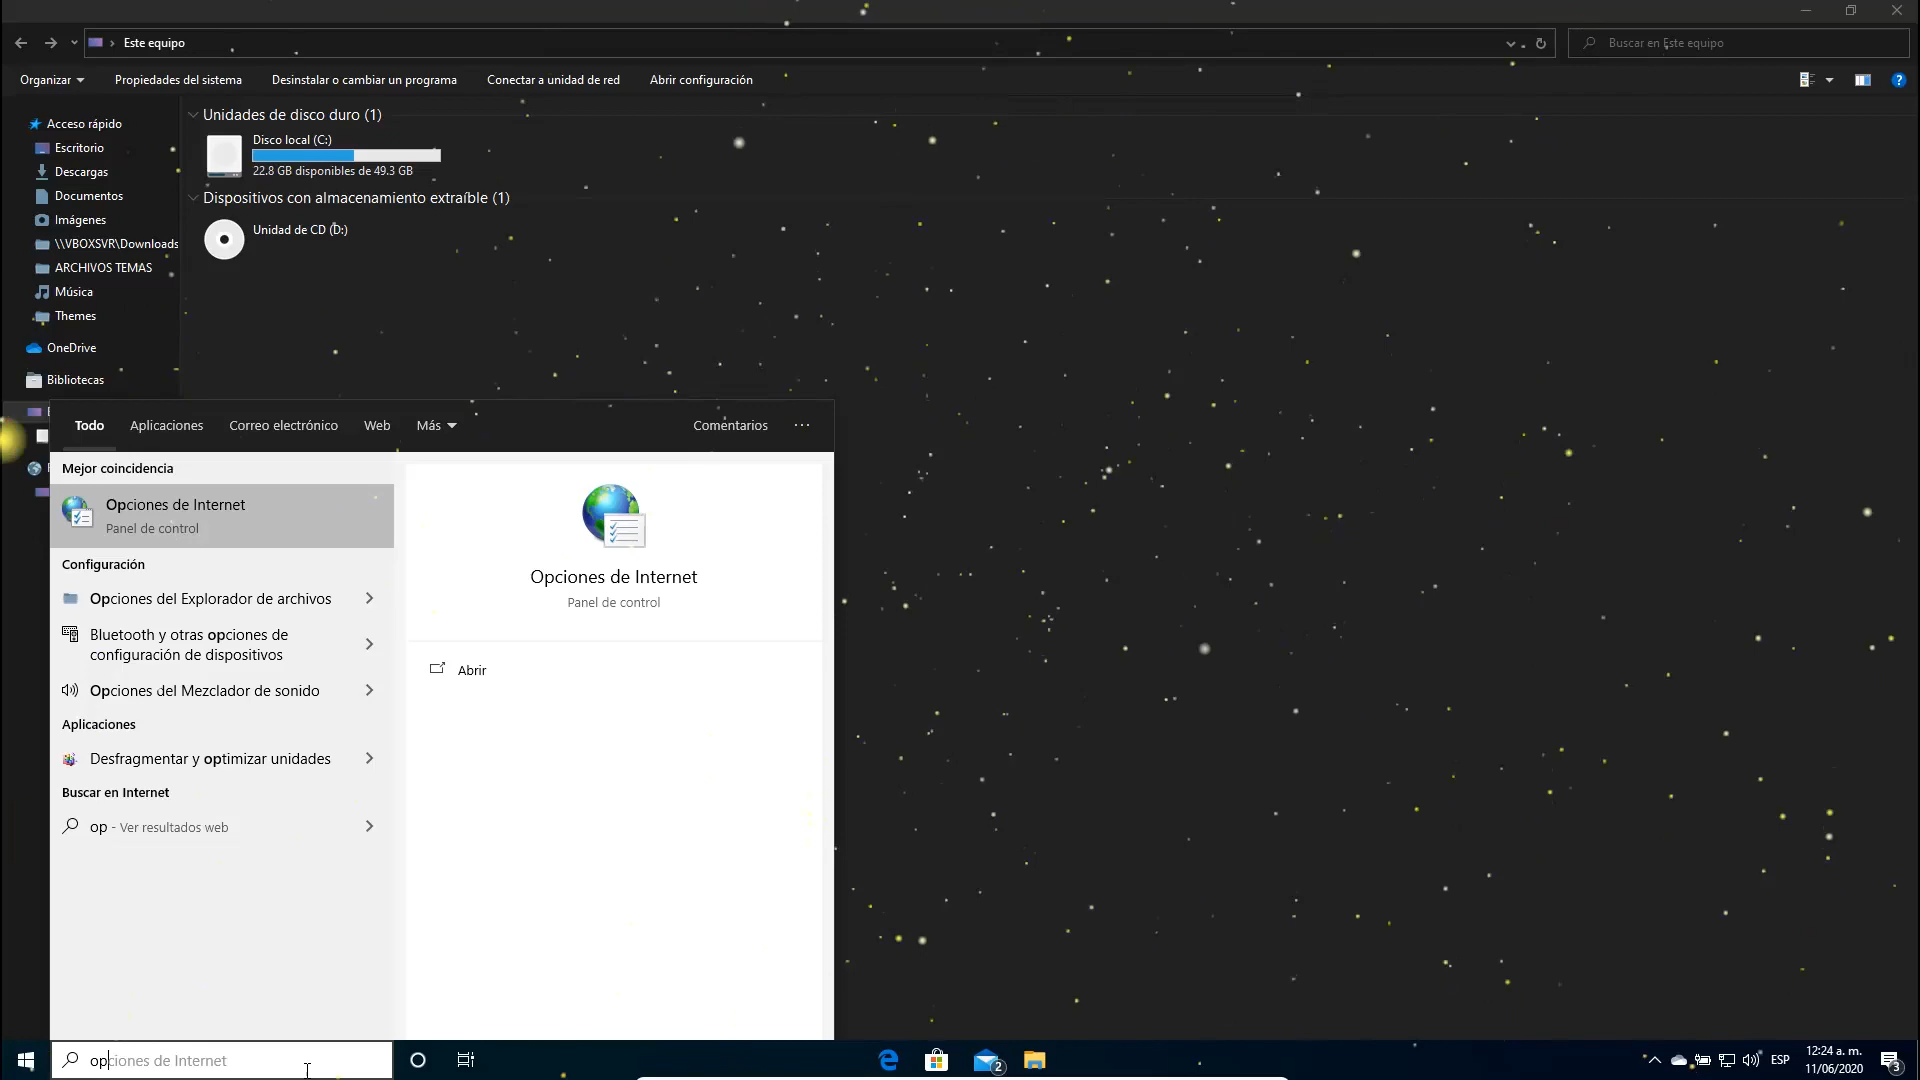 Este equipo
Buscar en Este equipo
Organizar
Propiedades del sistema
Desinstalar o cambiar un programa
Conectar a unidad de red
Abrir configuración
Acceso rápido
Escritorio
Descargas
Documentos
Imágenes
\\VBOXSVR\Downloads
ARCHIVOS TEMAS
Música
Themes
OneDrive
Bibliotecas
Unidades de disco duro (1)
Disco local (C:)
22.8 GB disponibles de 49.3 GB
Dispositivos con almacenamiento extraíble (1)
Unidad de CD (D:)
Todo
Aplicaciones
Correo electrónico
Web
Más
Comentarios
Mejor coincidencia
Opciones de Internet
Panel de control
Configuración
Opciones del Explorador de archivos
Bluetooth y otras opciones de
configuración de dispositivos
Opciones del Mezclador de sonido
Aplicaciones
Desfragmentar y optimizar unidades
Buscar en Internet
op - Ver resultados web
Opciones de Internet
Panel de control
Abrir
opciones de Internet
2
ESP
12:24 a. m.
11/06/2020
3